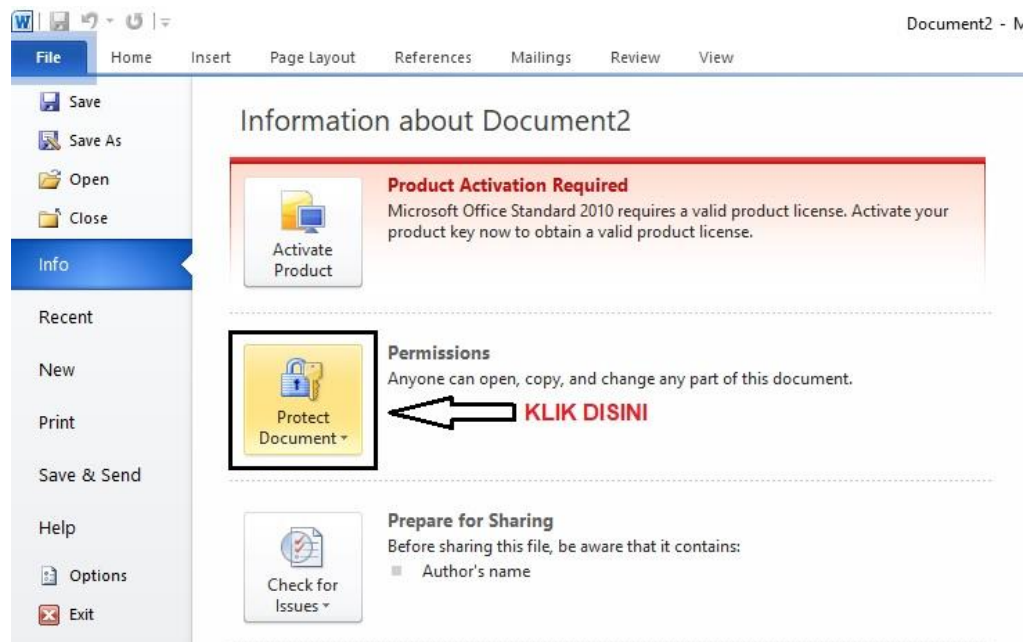 Document2 - M
File Home Insert Page Layout References Mailings Review View
Save
Save As
Open
Close
Info
Recent
New
Print
Save & Send
Help
Options
Exit
Information about Document2
Activate
Product
Product Activation Required
Microsoft Office Standard 2010 requires a valid product license. Activate your
product key now to obtain a valid product license.
Protect
Document
Permissions
Anyone can open, copy, and change any part of this document.
KLIK DISINI
Check for
Issues
Prepare for Sharing
Before sharing this file, be aware that it contains:
Author's name